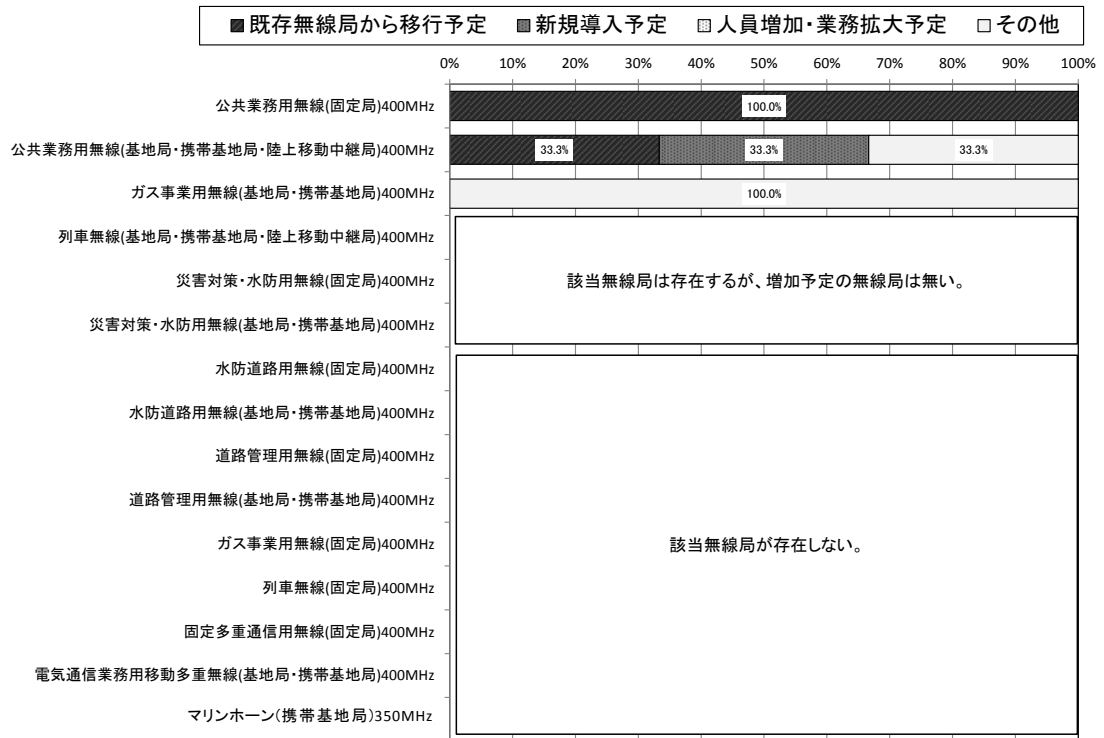 ■既存無線局から移行予定 ■新規導入予定 □人員増加・業務拡大予定 □その他
0% 10% 20% 30% 40% 50% 60% 70% 80% 90% 100%
公共業務用無線(固定局)400MHz 100.0%
公共業務用無線(基地局・携帯基地局・陸上移動中継局)400MHz 33.3% 33.3% 33.3%
ガス事業用無線(基地局・携帯基地局)400MHz 100.0%
列車無線(基地局・携帯基地局・陸上移動中継局)400MHz
災害対策・水防用無線(固定局)400MHz 該当無線局は存在するが、増加予定の無線局は無い。
災害対策・水防用無線(基地局・携帯基地局)400MHz
水防道路用無線(固定局)400MHz
水防道路用無線(基地局・携帯基地局)400MHz
道路管理用無線(固定局)400MHz
道路管理用無線(基地局・携帯基地局)400MHz
ガス事業用無線(固定局)400MHz 該当無線局が存在しない。
列車無線(固定局)400MHz
固定多重通信用無線(固定局)400MHz
電気通信業務用移動多重無線(基地局・携帯基地局)400MHz
マリンホーン(携帯基地局)350MHz